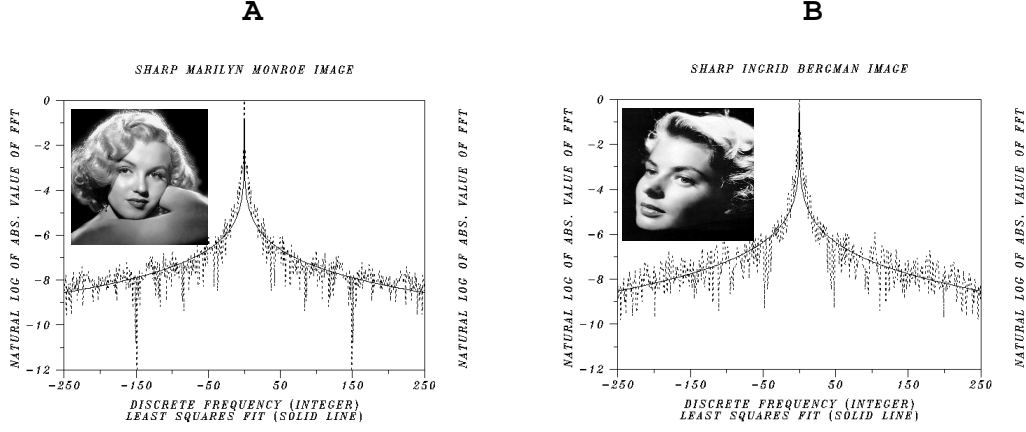 A
B
SHARP MARILYN MONROE IMAGE
SHARP INGRID BERGMAN IMAGE
NATURAL LOG OF ABS. VALUE OF FFT
0
-2
-4
-6
-8
-10
-12
-250
-150
-50
50
150
250
DISCRETE FREQUENCY (INTEGER)
LEAST SQUARES FIT (SOLID LINE)
NATURAL LOG OF ABS. VALUE OF FFT
NATURAL LOG OF ABS. VALUE OF FFT
0
-2
-4
-6
-8
-10
-12
-250
-150
-50
50
150
250
DISCRETE FREQUENCY (INTEGER)
LEAST SQUARES FIT (SOLID LINE)
NATURAL LOG OF ABS. VALUE OF FFT